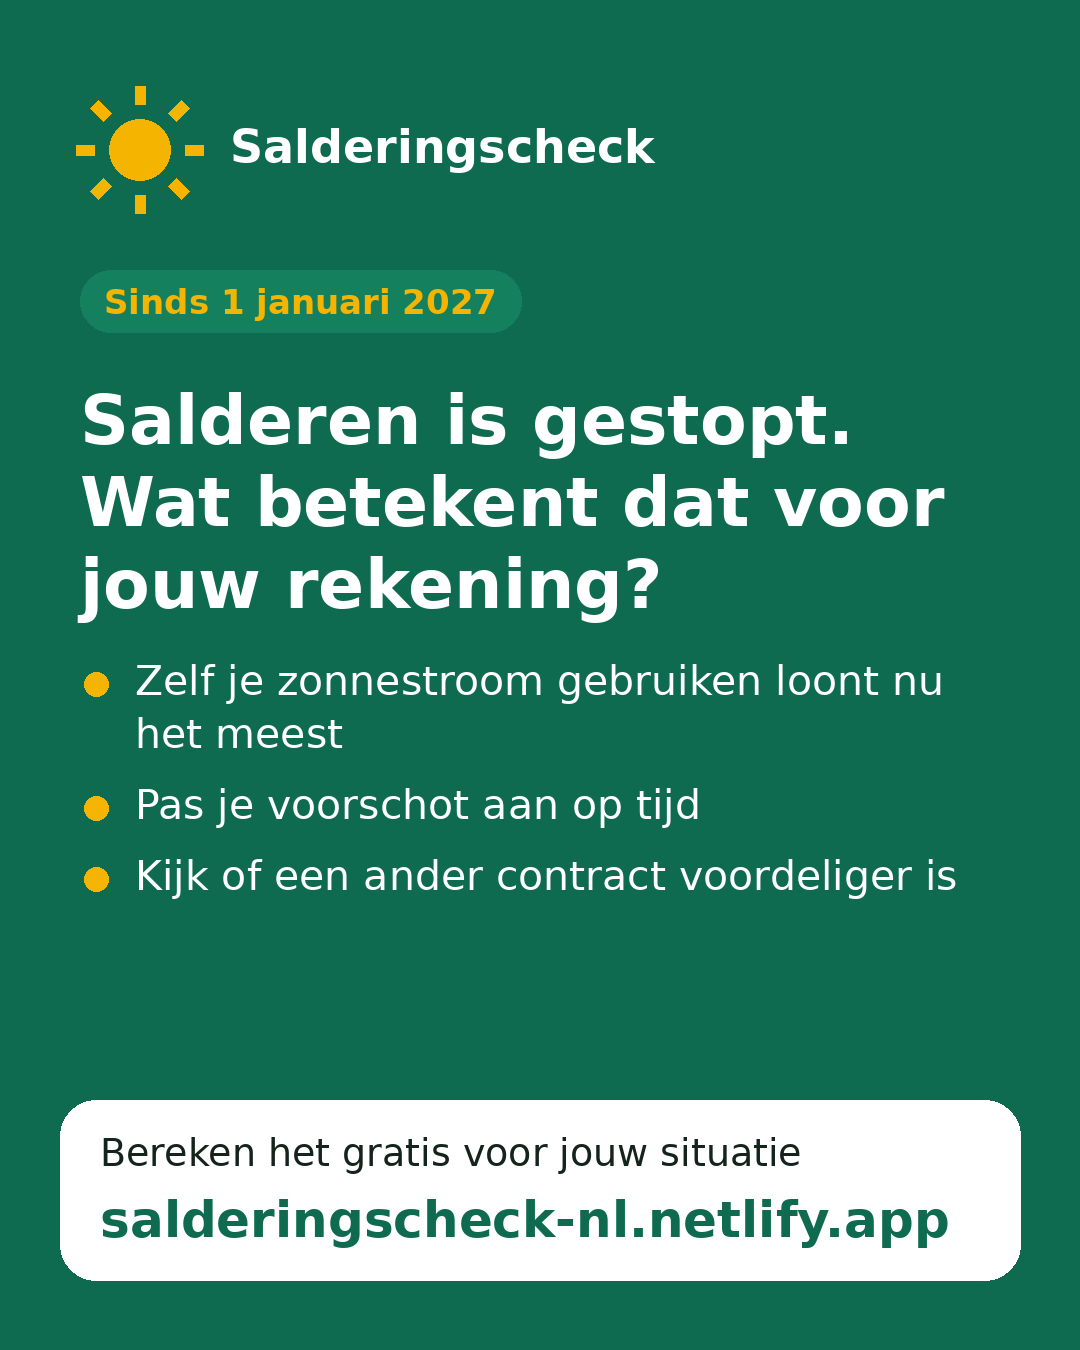 Salderingscheck
Sinds 1 januari 2027
Salderen is gestopt.
Wat betekent dat voor
jouw rekening?
Zelf je zonnestroom gebruiken loont nu
het meest
Pas je voorschot aan op tijd
Kijk of een ander contract voordeliger is
Bereken het gratis voor jouw situatie
salderingscheck-nl.netlify.app